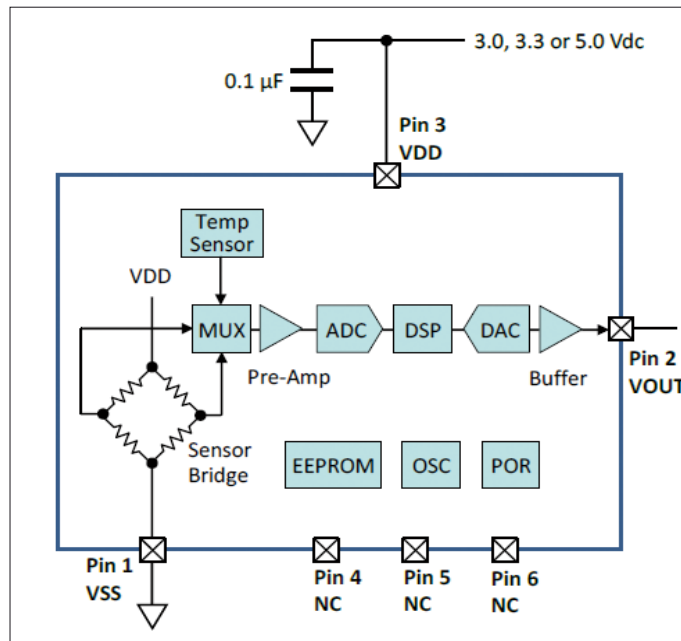 3.0, 3.3 or 5.0 Vdc
0.1 µF
Pin 3
VDD
Temp
Sensor
VDD
MUX
ADC
DSP
DAC
Pre-Amp
Buffer
Pin 2
VOUT
Sensor
Bridge
EEPROM
OSC
POR
Pin 1
VSS
Pin 4
NC
Pin 5
NC
Pin 6
NC